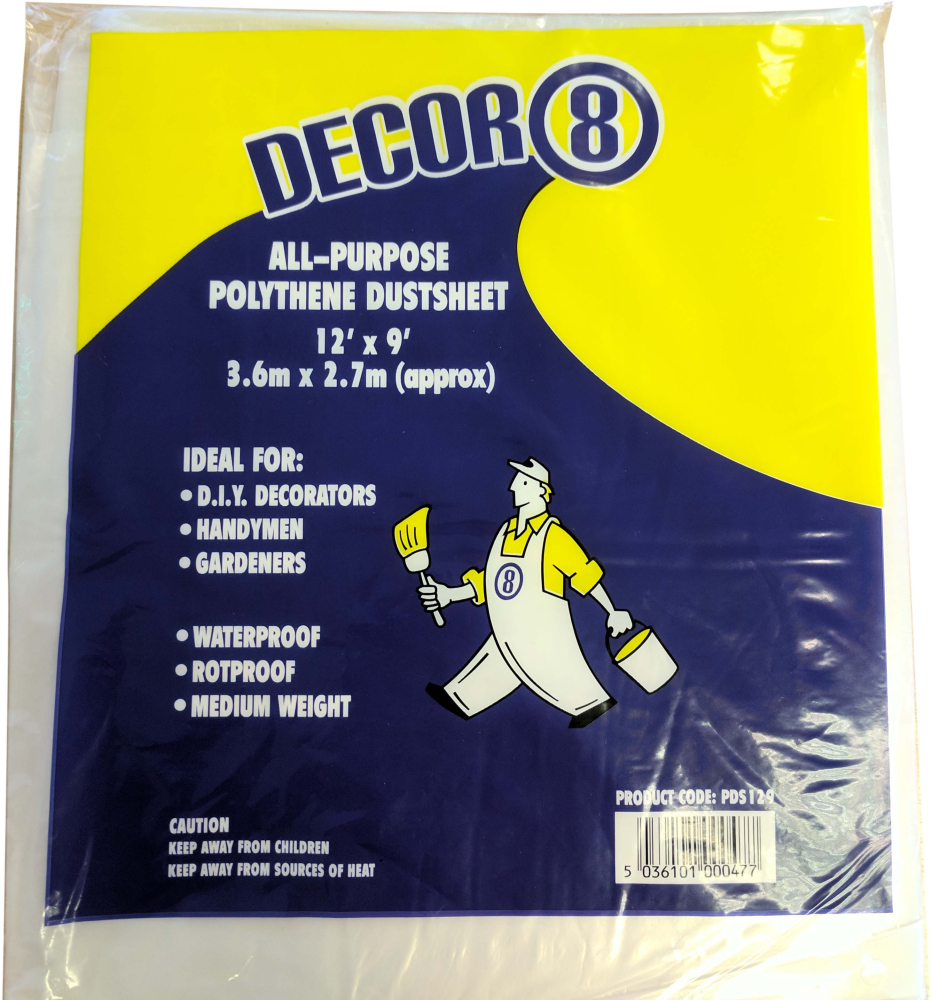 DECOR 8
ALL-PURPOSE
POLYTHENE DUSTSHEET
12' x 9'
3.6m x 2.7m (approx)
IDEAL FOR:
• D.I.Y. DECORATORS
• HANDYMEN
• GARDENERS
8
• WATERPROOF
• ROTPROOF
• MEDIUM WEIGHT
PRODUCT CODE: PDS129
CAUTION
KEEP AWAY FROM CHILDREN
KEEP AWAY FROM SOURCES OF HEAT
5 036101 000477